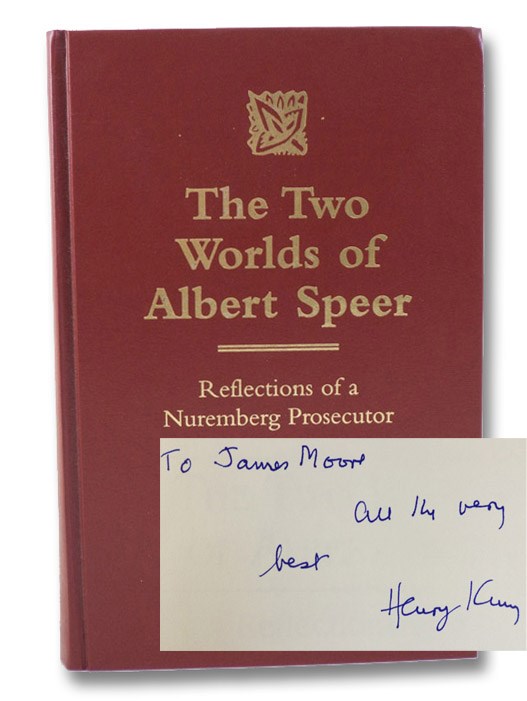 The Two
Worlds of
Albert Speer
Reflections of a
Nuremberg Prosecutor
To James Moore
All the very
best
Henry King